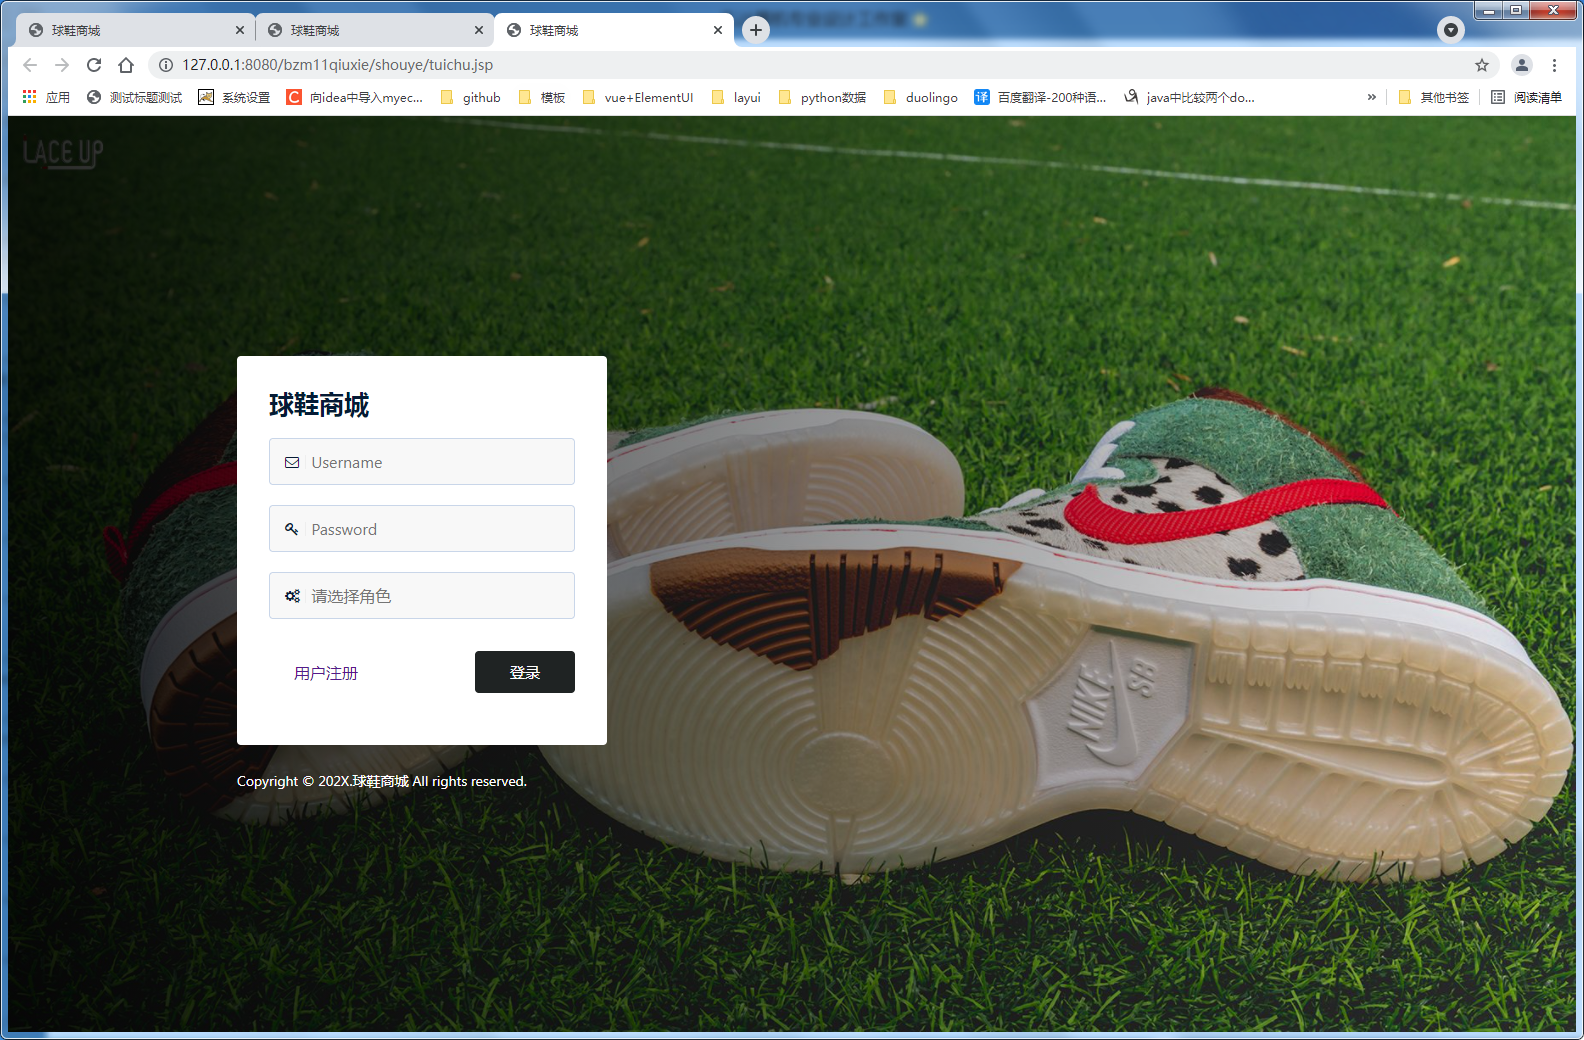 球鞋商城
球鞋商城
球鞋商城
127.0.0.1:8080/bzm11qiuxie/shouye/tuichu.jsp
应用 测试标题测试 系统设置 向idea中导入myec... github 模板 vue+ElementUI layui python数据 duolingo 译 百度翻译-200种语... java中比较两个do... » 其他书签 阅读清单
LACE UP
球鞋商城
Username
Password
请选择角色
用户注册 登录
NIKE SB
Copyright © 202X.球鞋商城 All rights reserved.